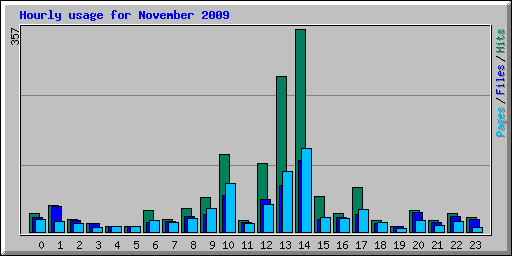 Hourly usage for November 2009
357
Pages / Files / Hits
0 1 2 3 4 5 6 7 8 9 10 11 12 13 14 15 16 17 18 19 20 21 22 23